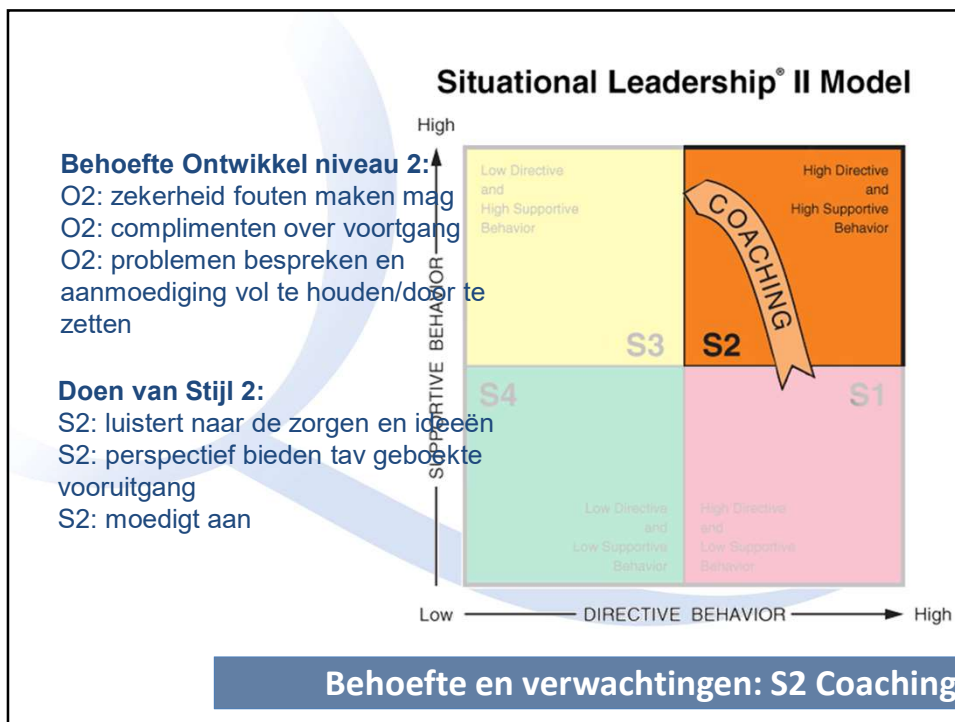 Situational Leadership® II Model
Behoefte Ontwikkel niveau 2:
O2: zekerheid fouten maken mag
O2: complimenten over voortgang
O2: problemen bespreken en
aanmoediging vol te houden/door te
zetten
Doen van Stijl 2:
S2: luistert naar de zorgen en ideeën
S2: perspectief bieden tav geboekte
vooruitgang
S2: moedigt aan
High
SUPPORTIVE BEHAVIOR
Low Directive
and
High Supportive
Behavior
S3
High Directive
and
High Supportive
Behavior
COACHING
S2
S4
Low Directive
and
Low Supportive
Behavior
S1
High Directive
and
Low Supportive
Behavior
Low
DIRECTIVE BEHAVIOR
High
Behoefte en verwachtingen: S2 Coaching